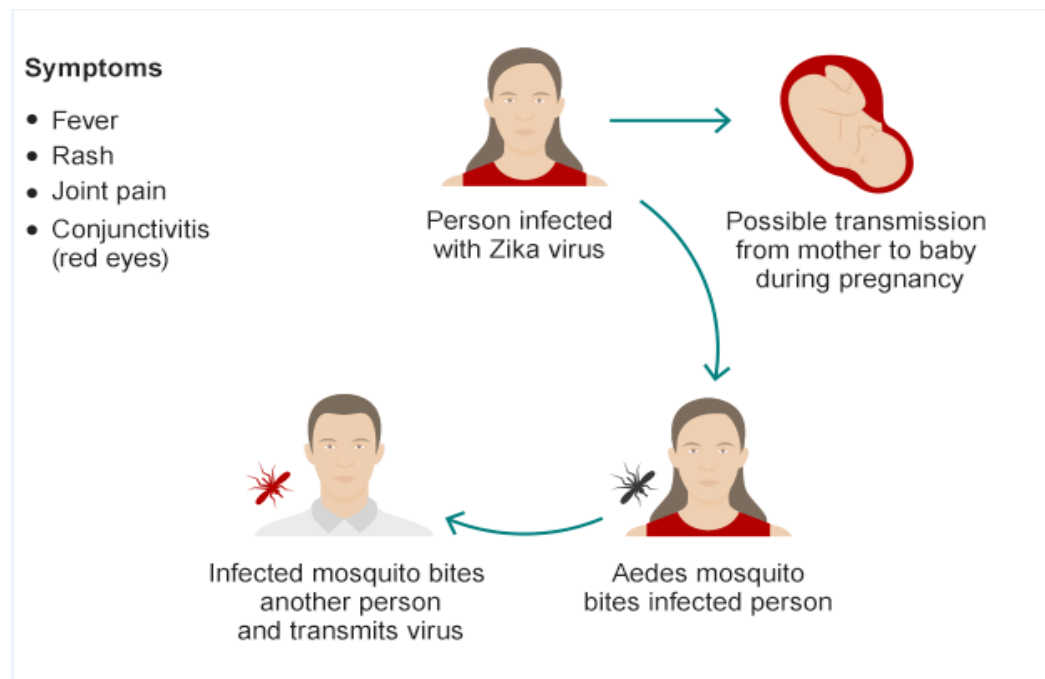 Symptoms
• Fever
• Rash
• Joint pain
• Conjunctivitis
(red eyes)
Person infected
with Zika virus
Possible transmission
from mother to baby
during pregnancy
Infected mosquito bites
another person
and transmits virus
Aedes mosquito
bites infected person